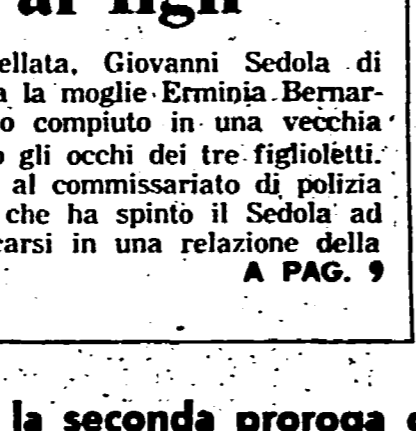 ai figli
ellata, Giovanni Sedola di
a la moglie Erminia Bernar-
o compiuto in una vecchia
o gli occhi dei tre figlioletti.
al commissariato di polizia
che ha spinto il Sedola ad
carsi in una relazione della
A PAG. 9
la seconda proroga